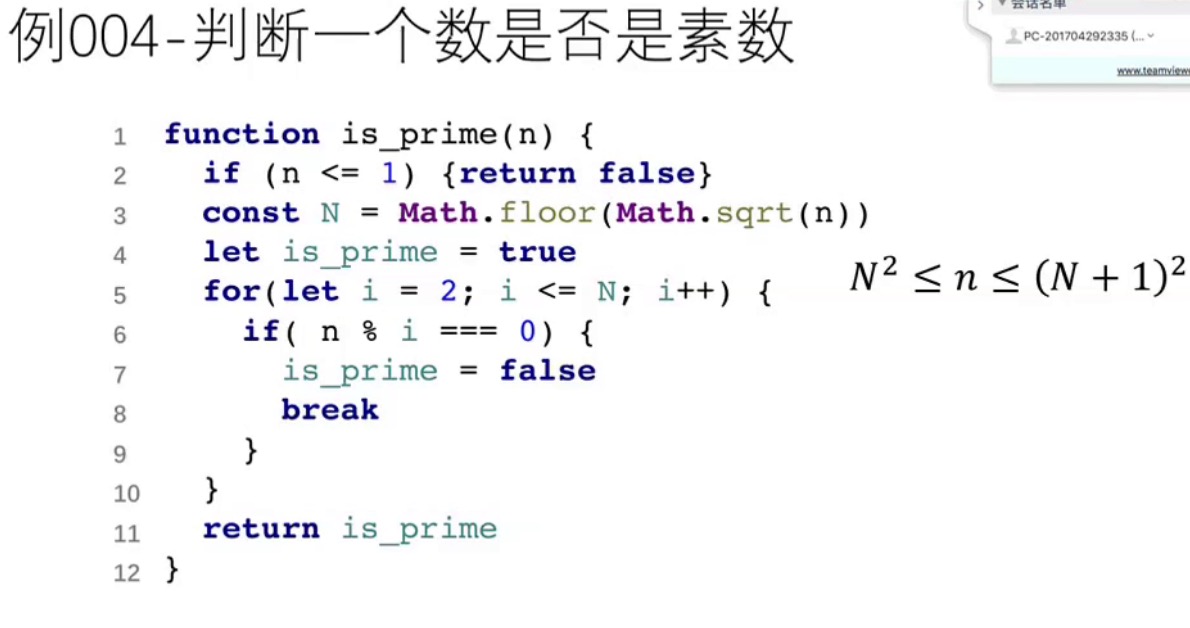 例004-判断一个数是否是素数
会话名单
PC-201704292335 (...
www.teamview
1 function is_prime(n) {
2 if (n <= 1) {return false}
3 const N = Math.floor(Math.sqrt(n))
4 let is_prime = true
5 for(let i = 2; i <= N; i++) {
N² ≤ n ≤ (N + 1)²
6 if( n % i === 0) {
7 is_prime = false
8 break
9 }
10 }
11 return is_prime
12 }